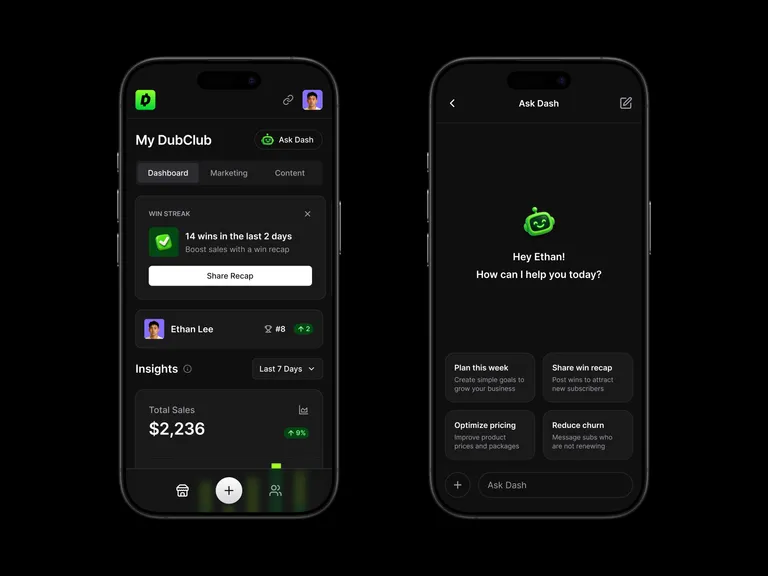 My DubClub
Ask Dash
Dashboard
Marketing
Content
WIN STREAK
14 wins in the last 2 days
Boost sales with a win recap
Share Recap
Ethan Lee
#8
2
Insights
Last 7 Days
Total Sales
$2,236
9%
Ask Dash
Hey Ethan!
How can I help you today?
Plan this week
Create simple goals to
grow your business
Share win recap
Post wins to attract
new subscribers
Optimize pricing
Improve product
prices and packages
Reduce churn
Message subs who
are not renewing
Ask Dash